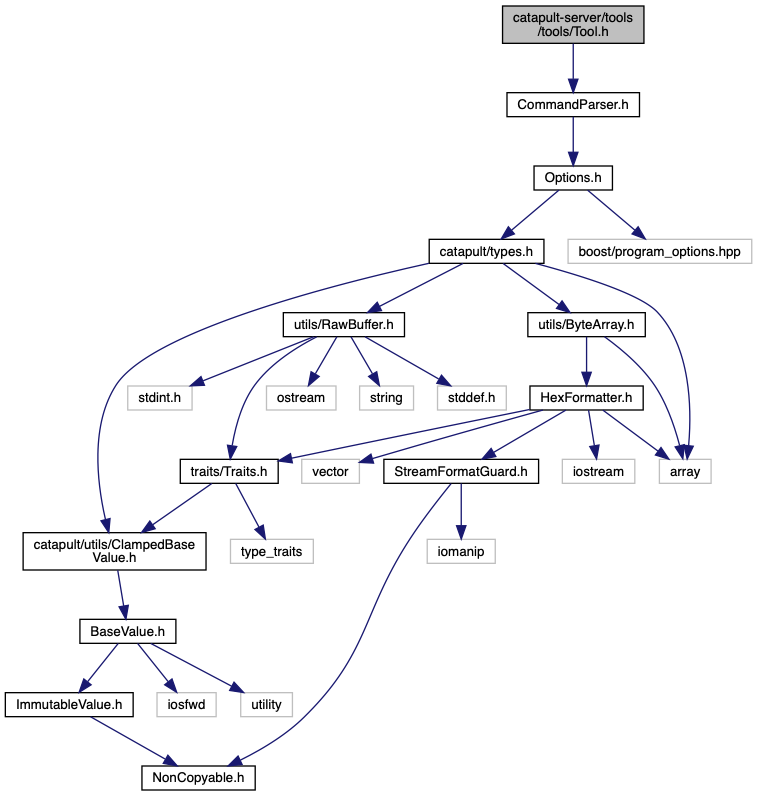 catapult-server/tools
/tools/Tool.h
CommandParser.h
Options.h
catapult/types.h
boost/program_options.hpp
utils/RawBuffer.h
utils/ByteArray.h
stdint.h
ostream
string
stddef.h
HexFormatter.h
traits/Traits.h
vector
StreamFormatGuard.h
iostream
array
catapult/utils/ClampedBase
Value.h
type_traits
iomanip
BaseValue.h
ImmutableValue.h
iosfwd
utility
NonCopyable.h